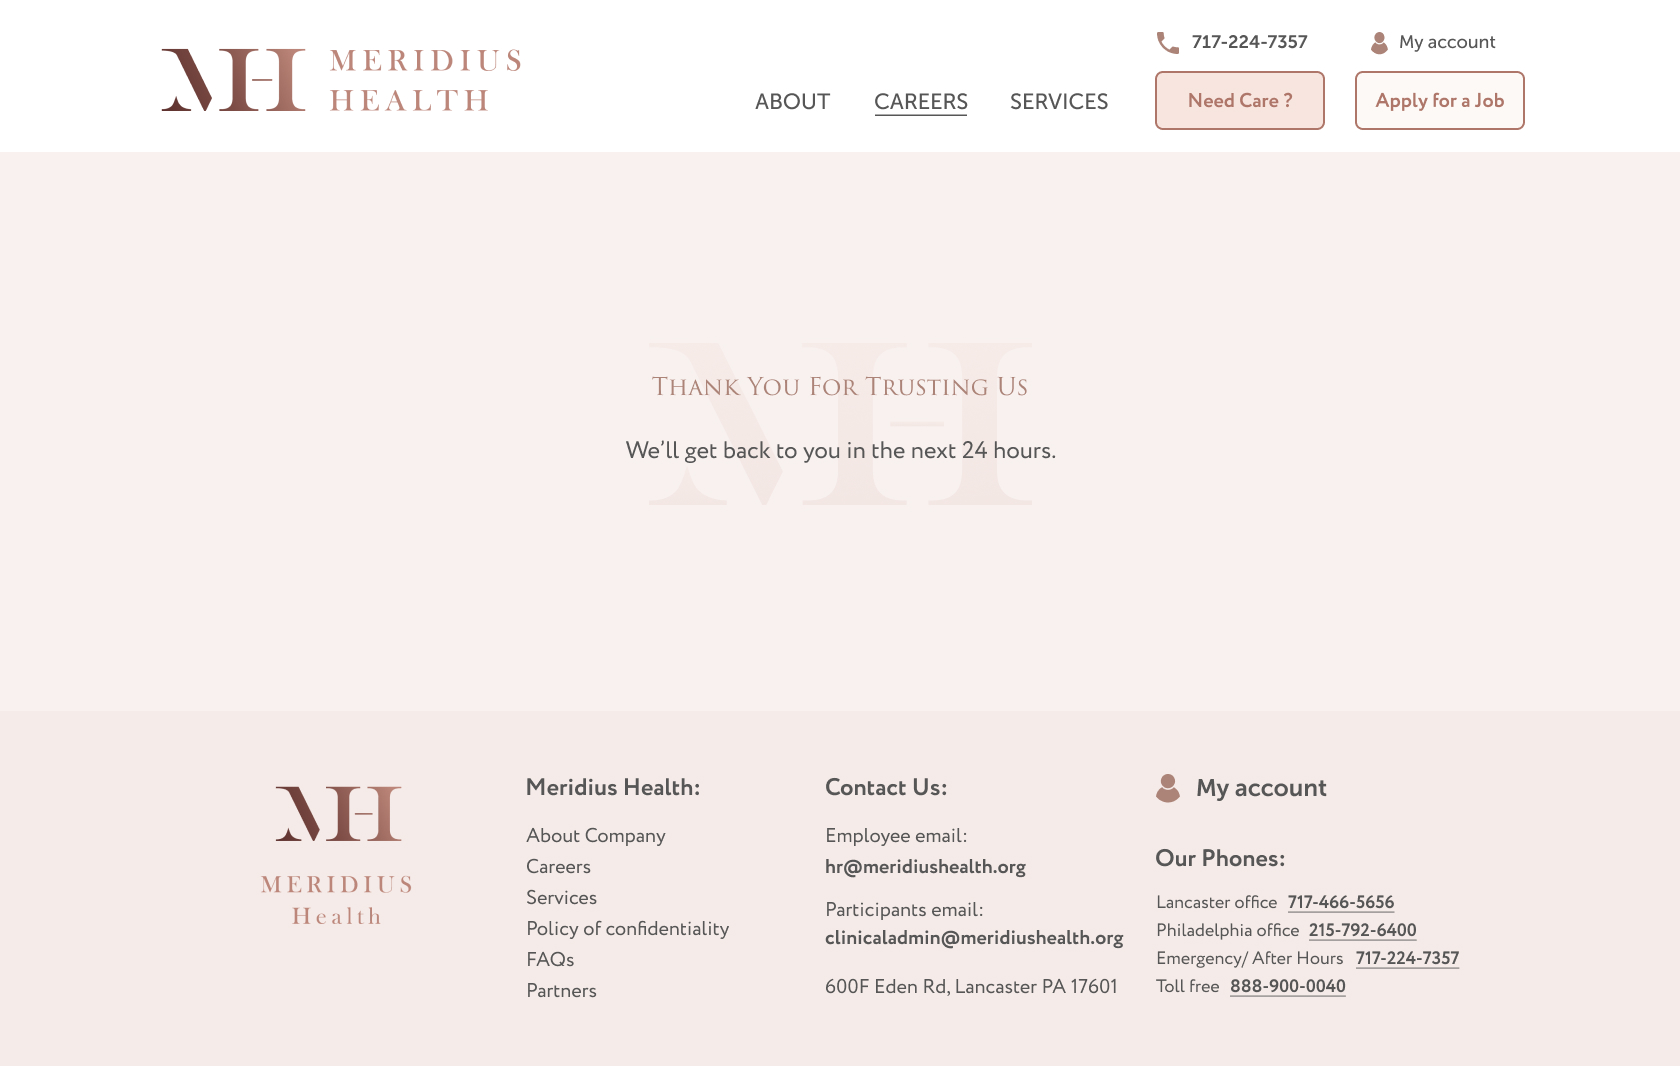 MH MERIDIUS
HEALTH
717-224-7357
My account
ABOUT
CAREERS
SERVICES
Need Care ?
Apply for a Job
MH
Thank You For Trusting Us
We’ll get back to you in the next 24 hours.
MH
MERIDIUS
Health
Meridius Health:
About Company
Careers
Services
Policy of confidentiality
FAQs
Partners
Contact Us:
Employee email:
hr@meridiushealth.org
Participants email:
clinicaladmin@meridiushealth.org
600F Eden Rd, Lancaster PA 17601
My account
Our Phones:
Lancaster office 717-466-5656
Philadelphia office 215-792-6400
Emergency/ After Hours 717-224-7357
Toll free 888-900-0040